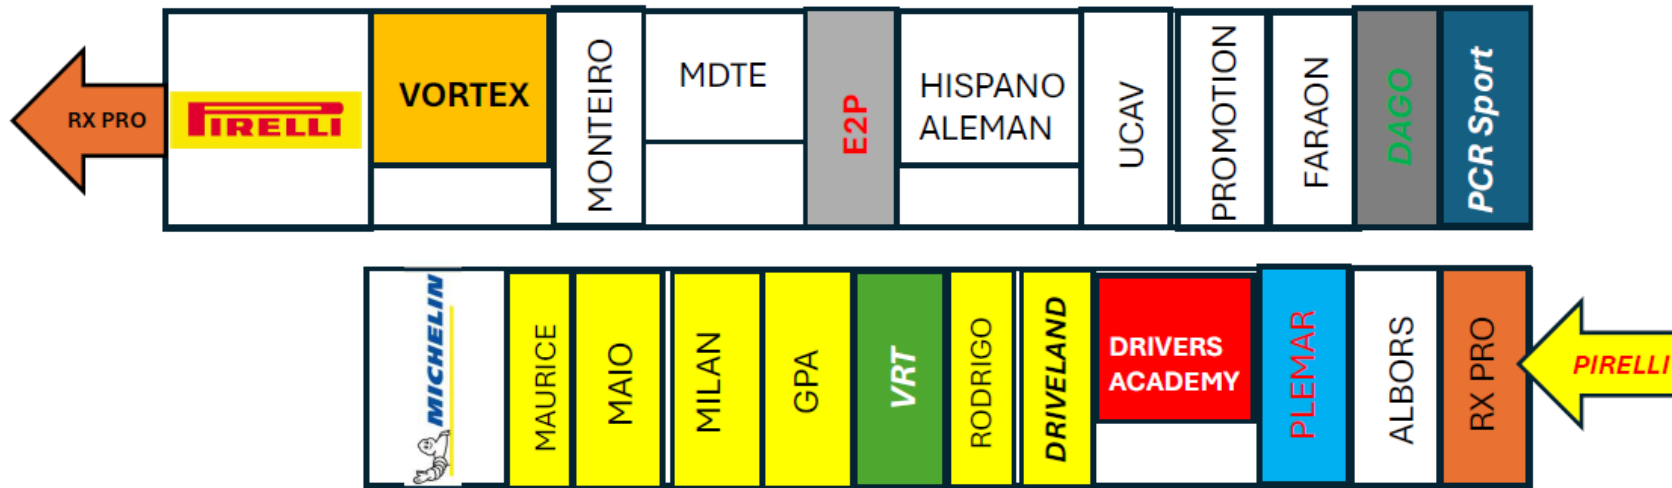 RX PRO
PIRELLI
VORTEX
MONTEIRO
MDTE
E2P
HISPANO
ALEMAN
UCAV
PROMOTION
FARAON
DAGO
PCR Sport
MICHELIN
MAURICE
MAIO
MILAN
GPA
VRT
RODRIGO
DRIVELAND
DRIVERS
ACADEMY
PLEMAR
ALBORS
RX PRO
PIRELLI